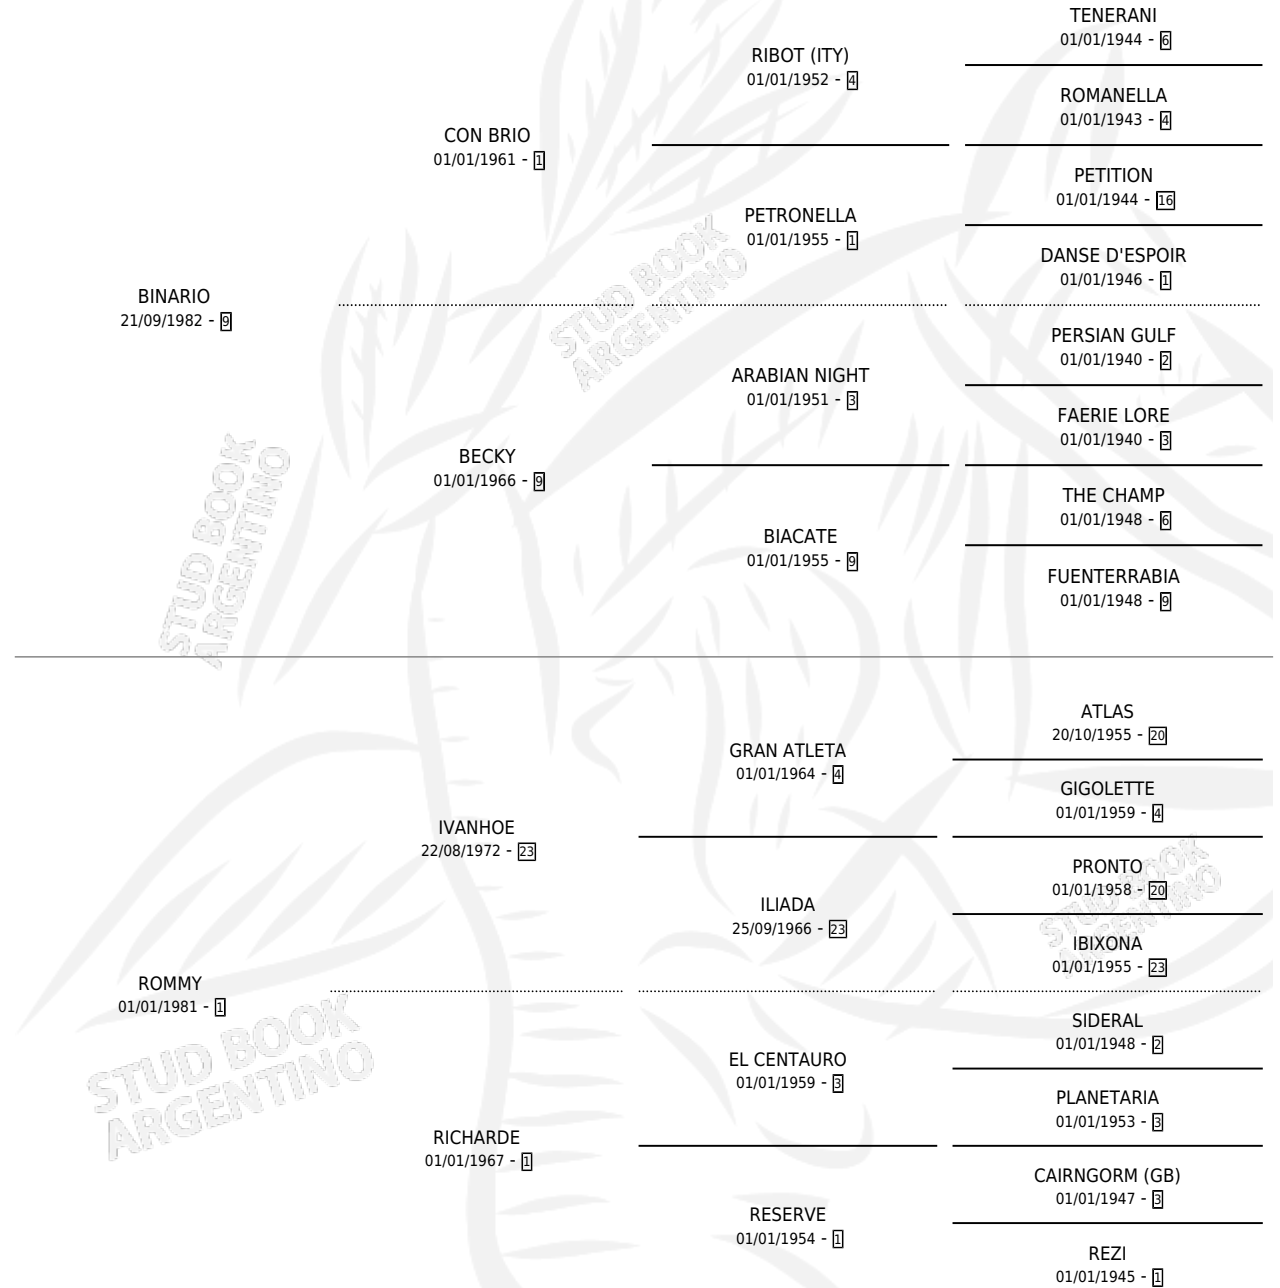 TENERANI
01/01/1944 - 6
RIBOT (ITY)
01/01/1952 - 4
ROMANELLA
01/01/1943 - 4
CON BRIO
01/01/1961 - 1
PETITION
01/01/1944 - 16
PETRONELLA
01/01/1955 - 1
DANSE D'ESPOIR
01/01/1946 - 1
BINARIO
21/09/1982 - 9
STUD BOOK
ARGENTINO
PERSIAN GULF
01/01/1940 - 2
ARABIAN NIGHT
01/01/1951 - 3
FAERIE LORE
01/01/1940 - 3
BECKY
01/01/1966 - 9
THE CHAMP
01/01/1948 - 6
BIACATE
01/01/1955 - 9
FUENTERRABIA
01/01/1948 - 9
STUD BOOK
ARGENTINO
ATLAS
20/10/1955 - 20
GRAN ATLETA
01/01/1964 - 4
GIGOLETTE
01/01/1959 - 4
IVANHOE
22/08/1972 - 23
PRONTO
01/01/1958 - 20
ILIADA
25/09/1966 - 23
IBIXONA
01/01/1955 - 23
STUD BOOK
ARGENTINO
ROMMY
01/01/1981 - 1
SIDERAL
01/01/1948 - 2
EL CENTAURO
01/01/1959 - 3
PLANETARIA
01/01/1953 - 3
STUD BOOK
ARGENTINO
RICHARDE
01/01/1967 - 1
CAIRNGORM (GB)
01/01/1947 - 3
RESERVE
01/01/1954 - 1
REZI
01/01/1945 - 1